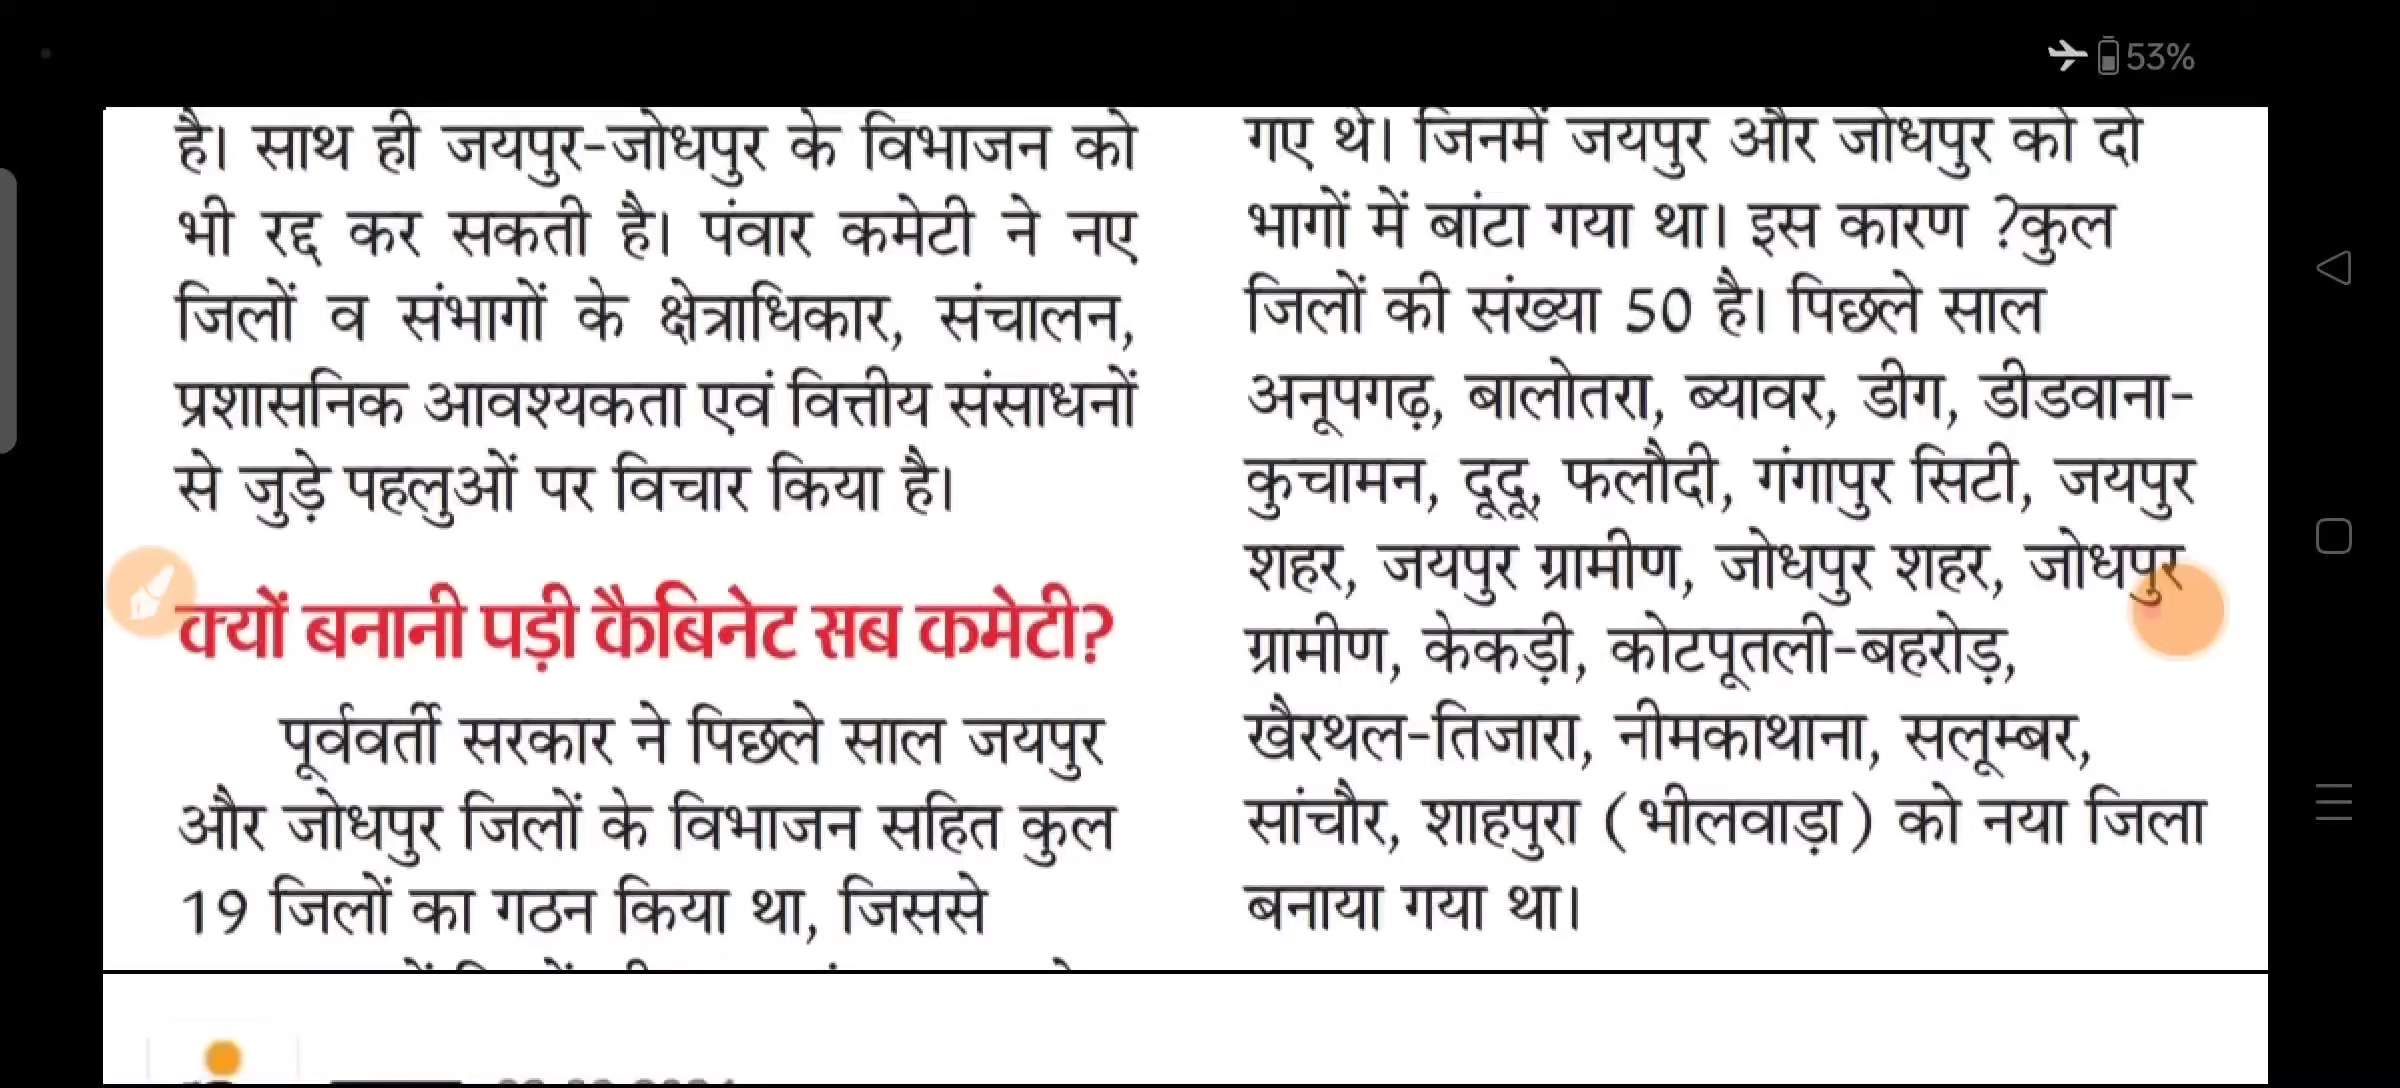 53%
है। साथ ही जयपुर-जोधपुर के विभाजन को
भी रद्द कर सकती है। पंवार कमेटी ने नए
जिलों व संभागों के क्षेत्राधिकार, संचालन,
प्रशासनिक आवश्यकता एवं वित्तीय संसाधनों
से जुड़े पहलुओं पर विचार किया है।
क्यों बनानी पड़ी कैबिनेट सब कमेटी?
पूर्ववर्ती सरकार ने पिछले साल जयपुर
और जोधपुर जिलों के विभाजन सहित कुल
19 जिलों का गठन किया था, जिससे
गए थे। जिनमें जयपुर और जोधपुर को दो
भागों में बांटा गया था। इस कारण ?कुल
जिलों की संख्या 50 है। पिछले साल
अनूपगढ़, बालोतरा, ब्यावर, डीग, डीडवाना-
कुचामन, दूदू, फलौदी, गंगापुर सिटी, जयपुर
शहर, जयपुर ग्रामीण, जोधपुर शहर, जोधपुर
ग्रामीण, केकड़ी, कोटपूतली-बहरोड़,
खैरथल-तिजारा, नीमकाथाना, सलूम्बर,
सांचौर, शाहपुरा (भीलवाड़ा) को नया जिला
बनाया गया था।